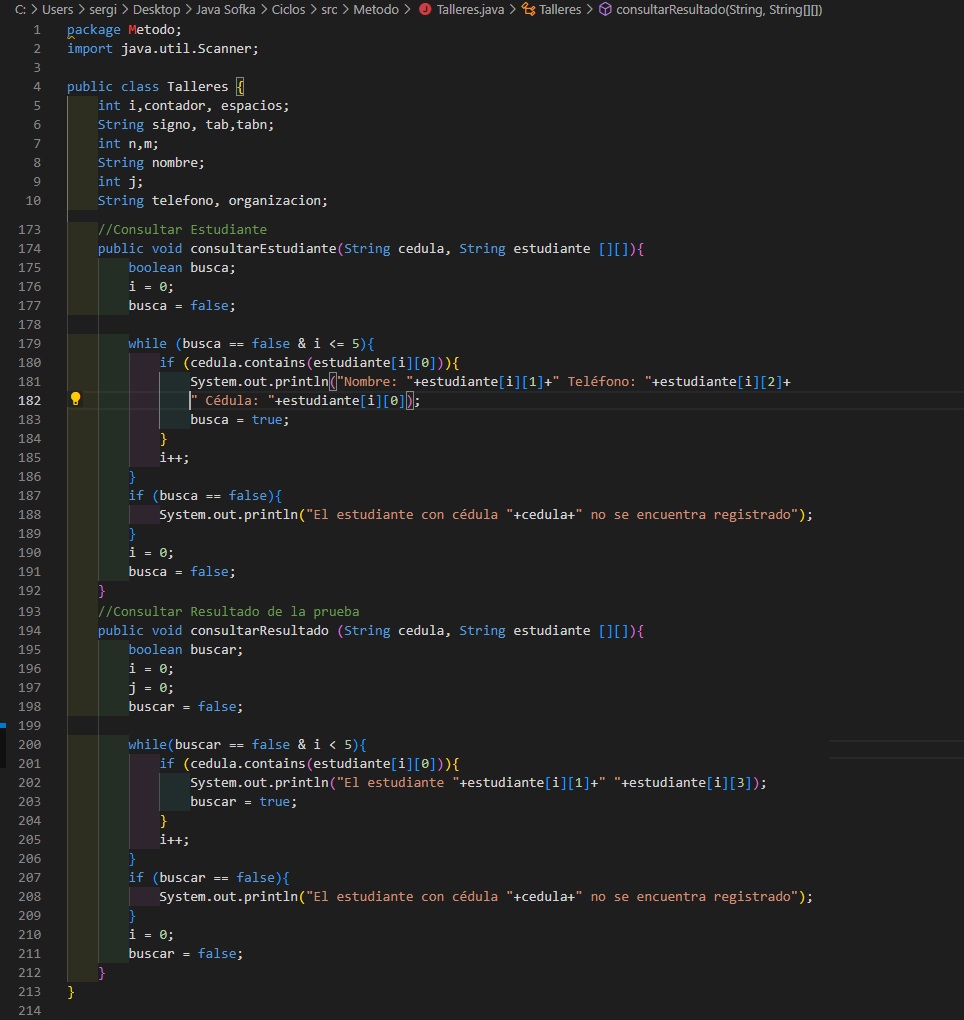 C: > Users > sergi > Desktop > Java Sofka > Ciclos > src > Metodo > J Talleres.java > Talleres > consultarResultado(String, String[][])
1 package Metodo;
2 import java.util.Scanner;
3
4 public class Talleres {
5 int i,contador, espacios;
6 String signo, tab,tabn;
7 int n,m;
8 String nombre;
9 int j;
10 String telefono, organizacion;
173 //Consultar Estudiante
174 public void consultarEstudiante(String cedula, String estudiante [][]){
175 boolean busca;
176 i = 0;
177 busca = false;
178
179 while (busca == false & i <= 5){
180 if (cedula.contains(estudiante[i][0])){
181 System.out.println("Nombre: "+estudiante[i][1]+" Teléfono: "+estudiante[i][2]+
182 " Cédula: "+estudiante[i][0]);
183 busca = true;
184 }
185 i++;
186 }
187 if (busca == false){
188 System.out.println("El estudiante con cédula "+cedula+" no se encuentra registrado");
189 }
190 i = 0;
191 busca = false;
192 }
193 //Consultar Resultado de la prueba
194 public void consultarResultado (String cedula, String estudiante [][]){
195 boolean buscar;
196 i = 0;
197 j = 0;
198 buscar = false;
199
200 while(buscar == false & i < 5){
201 if (cedula.contains(estudiante[i][0])){
202 System.out.println("El estudiante "+estudiante[i][1]+" "+estudiante[i][3]);
203 buscar = true;
204 }
205 i++;
206 }
207 if (buscar == false){
208 System.out.println("El estudiante con cédula "+cedula+" no se encuentra registrado");
209 }
210 i = 0;
211 buscar = false;
212 }
213 }
214